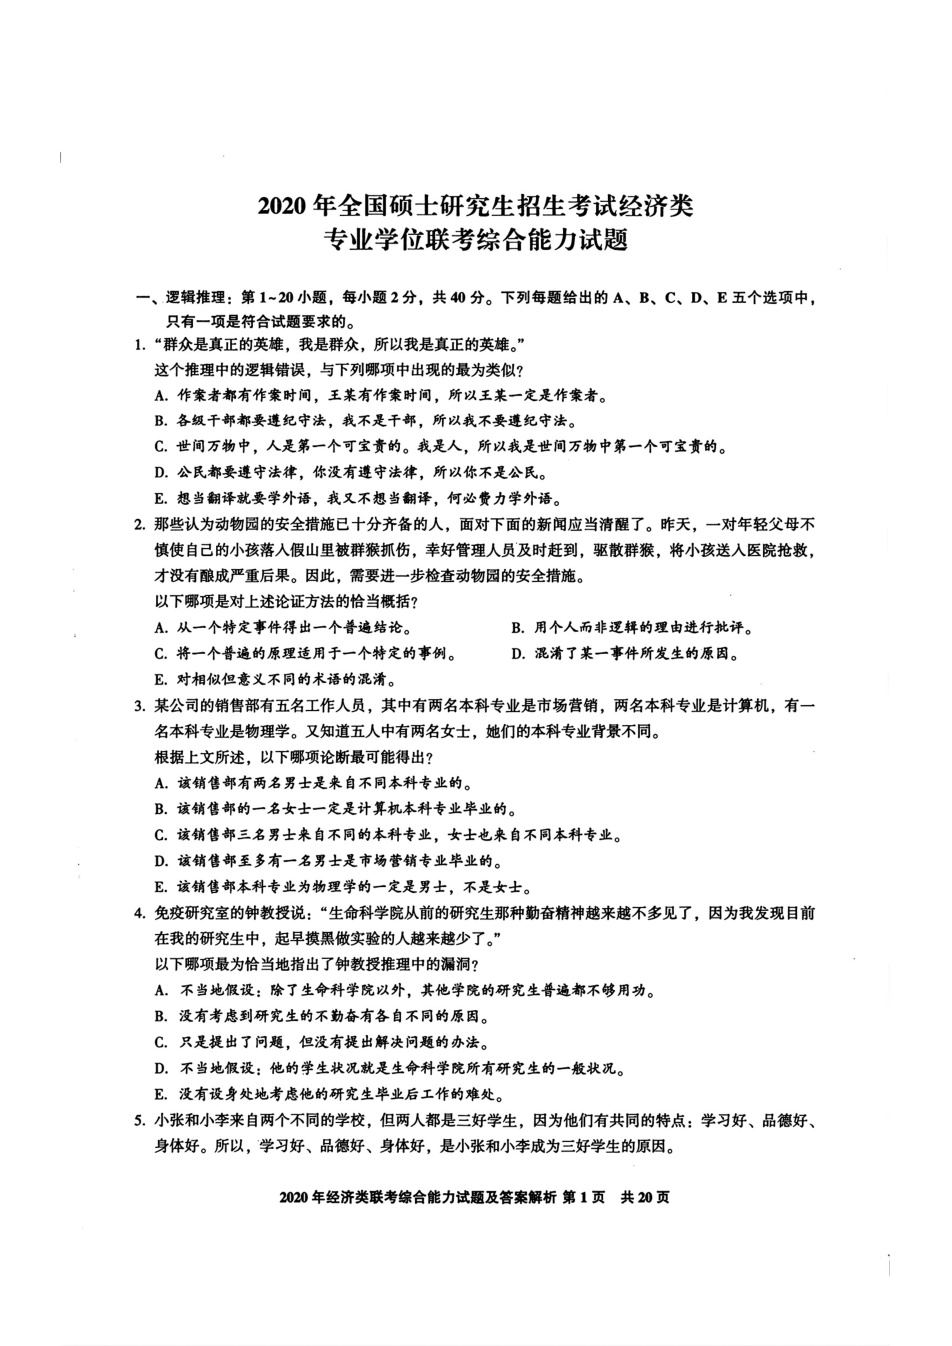 2020 年全国硕士研究生招生考试经济类
专业学位联考综合能力试题
一、逻辑推理：第 1~20 小题，每小题 2 分，共 40 分。下列每题给出的 A、B、C、D、E 五个选项中，
只有一项是符合试题要求的。
1. “群众是真正的英雄，我是群众，所以我是真正的英雄。”
这个推理中的逻辑错误，与下列哪项中出现的最为类似？
A. 作案者都有作案时间，王某有作案时间，所以王某一定是作案者。
B. 各级干部都要遵纪守法，我不是干部，所以我不要遵纪守法。
C. 世间万物中，人是第一个可宝贵的。我是人，所以我是世间万物中第一个可宝贵的。
D. 公民都要遵守法律，你没有遵守法律，所以你不是公民。
E. 想当翻译就要学外语，我又不想当翻译，何必费力学外语。
2. 那些认为动物园的安全措施已十分齐备的人，面对下面的新闻应当清醒了。昨天，一对年轻父母不
慎使自己的小孩落入假山里被群猴抓伤，幸好管理人员及时赶到，驱散群猴，将小孩送入医院抢救，
才没有酿成严重后果。因此，需要进一步检查动物园的安全措施。
以下哪项是对上述论证方法的恰当概括？
A. 从一个特定事件得出一个普遍结论。 B. 用个人而非逻辑的理由进行批评。
C. 将一个普遍的原理适用于一个特定的事例。 D. 混淆了某一事件所发生的原因。
E. 对相似但意义不同的术语的混淆。
3. 某公司的销售部有五名工作人员，其中有两名本科专业是市场营销，两名本科专业是计算机，有一
名本科专业是物理学。又知道五人中有两名女士，她们的本科专业背景不同。
根据上文所述，以下哪项论断最可能得出？
A. 该销售部有两名男士是来自不同本科专业的。
B. 该销售部的一名女士一定是计算机本科专业毕业的。
C. 该销售部三名男士来自不同的本科专业，女士也来自不同本科专业。
D. 该销售部至多有一名男士是市场营销专业毕业的。
E. 该销售部本科专业为物理学的一定是男士，不是女士。
4. 免疫研究室的钟教授说：“生命科学院从前的研究生那种勤奋精神越来越不多见了，因为我发现目前
在我的研究生中，起早摸黑做实验的人越来越少了。”
以下哪项最为恰当地指出了钟教授推理中的漏洞？
A. 不当地假设：除了生命科学院以外，其他学院的研究生普遍都不够用功。
B. 没有考虑到研究生的不勤奋有各自不同的原因。
C. 只是提出了问题，但没有提出解决问题的办法。
D. 不当地假设：他的学生状况就是生命科学院所有研究生的一般状况。
E. 没有设身处地考虑他的研究生毕业后工作的难处。
5. 小张和小李来自两个不同的学校，但两人都是三好学生，因为他们有共同的特点：学习好、品德好、
身体好。所以，学习好、品德好、身体好，是小张和小李成为三好学生的原因。
2020 年经济类联考综合能力试题及答案解析 第 1 页 共 20 页